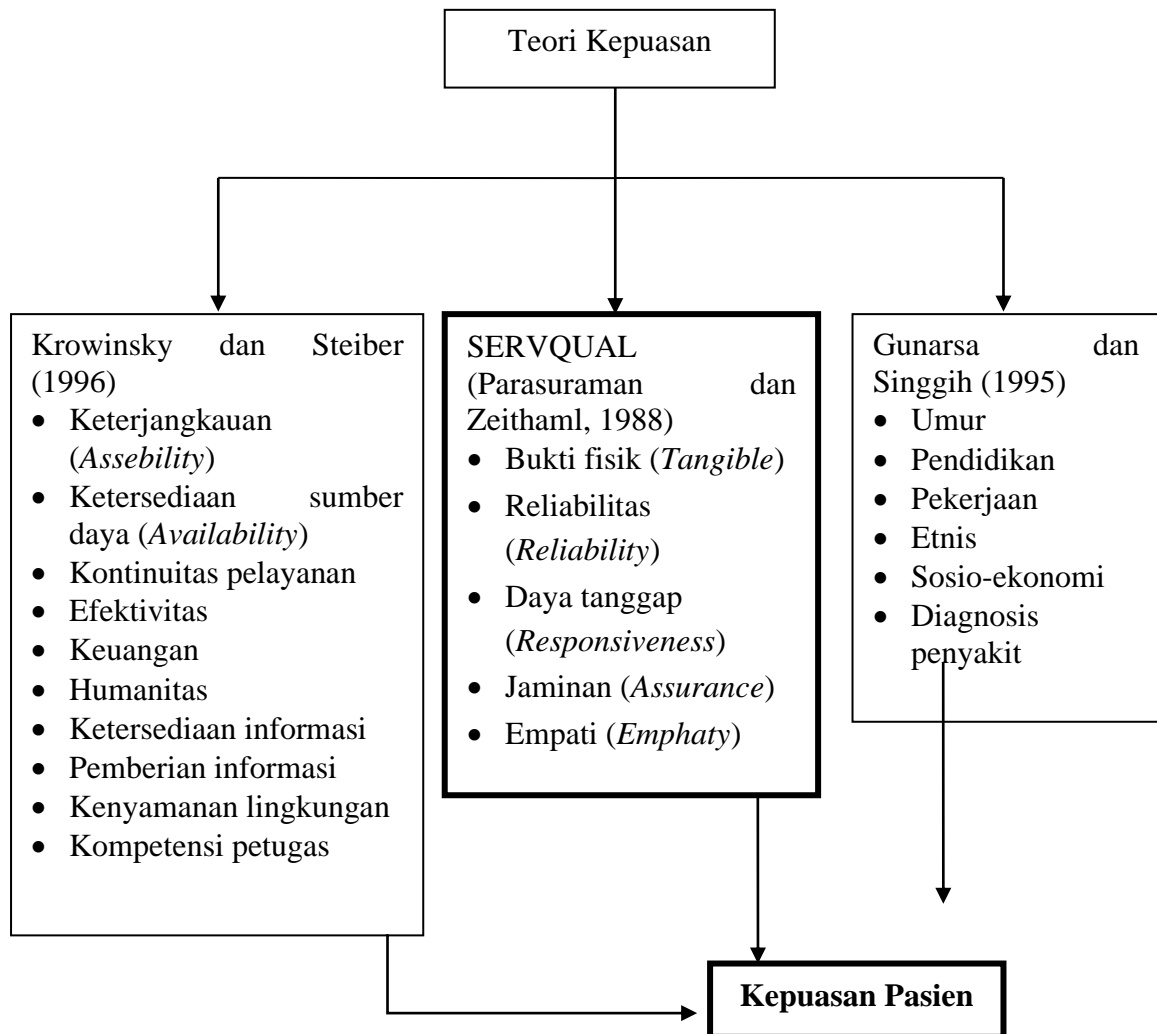 Teori Kepuasan
Krowinsky dan Steiber
(1996)
• Keterjangkauan
(Assebility)
• Ketersediaan sumber
daya (Availability)
• Kontinuitas pelayanan
• Efektivitas
• Keuangan
• Humanitas
• Ketersediaan informasi
• Pemberian informasi
• Kenyamanan lingkungan
• Kompetensi petugas
SERVQUAL
(Parasuraman dan
Zeithaml, 1988)
• Bukti fisik (Tangible)
• Reliabilitas
(Reliability)
• Daya tanggap
(Responsiveness)
• Jaminan (Assurance)
• Empati (Emphaty)
Gunarsa dan
Singgih (1995)
• Umur
• Pendidikan
• Pekerjaan
• Etnis
• Sosio-ekonomi
• Diagnosis
penyakit
Kepuasan Pasien